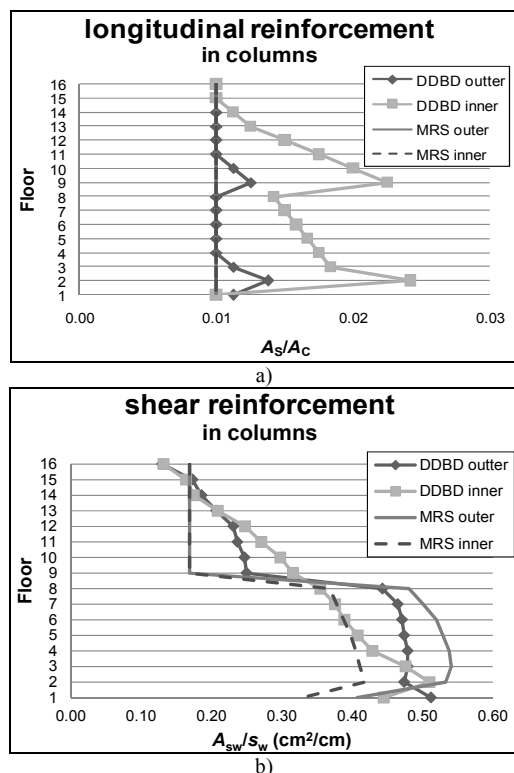 longitudinal reinforcement
in columns
16
15
14
13
12
11
10
9
8
7
6
5
4
3
2
1
Floor
DDBD outter
DDBD inner
MRS outer
MRS inner
0.00
0.01
0.02
0.03
AS/AC
a)
shear reinforcement
in columns
16
15
14
13
12
11
10
9
8
7
6
5
4
3
2
1
Floor
DDBD outter
DDBD inner
MRS outer
MRS inner
0.00
0.10
0.20
0.30
0.40
0.50
0.60
Asw/sw (cm²/cm)
b)